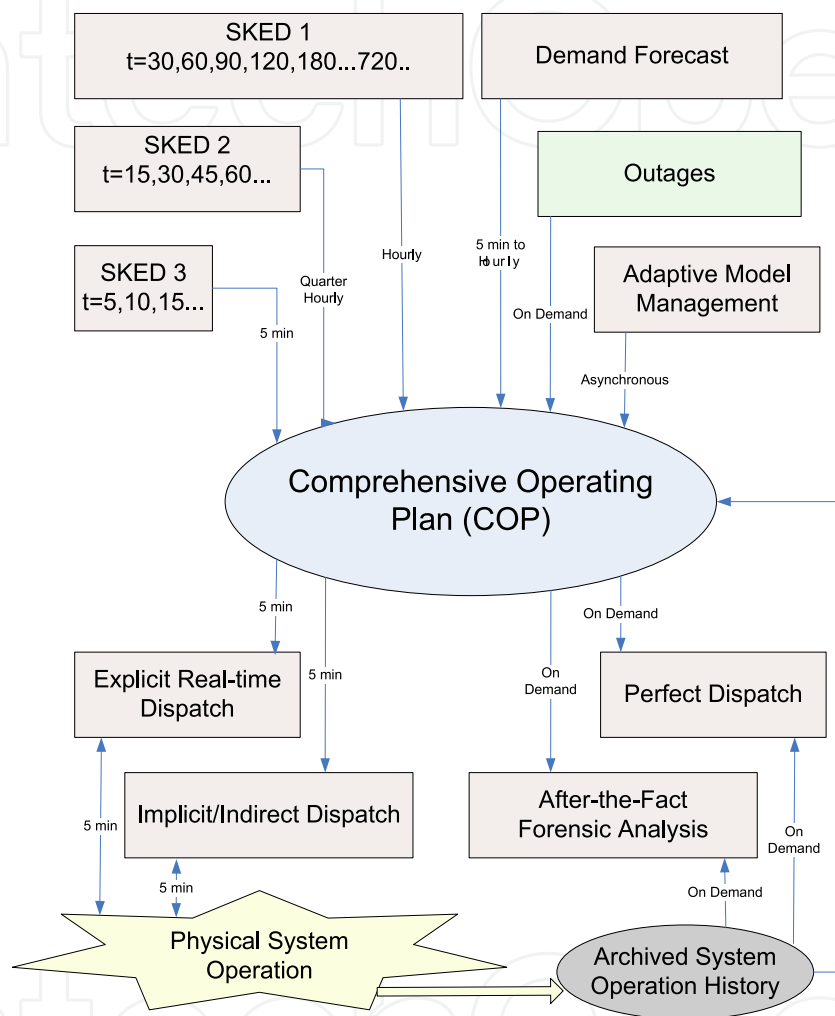 SKED 1
t=30,60,90,120,180...720..
Demand Forecast
SKED 2
t=15,30,45,60...
Outages
SKED 3
t=5,10,15...
Adaptive Model
Management
Hourly
5 min to
Hourly
Quarter
Hourly
On Demand
5 min
Asynchronous
Comprehensive Operating
Plan (COP)
5 min
On Demand
5 min
On
Demand
Explicit Real-time
Dispatch
Perfect Dispatch
Implicit/Indirect Dispatch
After-the-Fact
Forensic Analysis
5 min
On
Demand
5 min
On Demand
Physical System
Operation
Archived System
Operation History